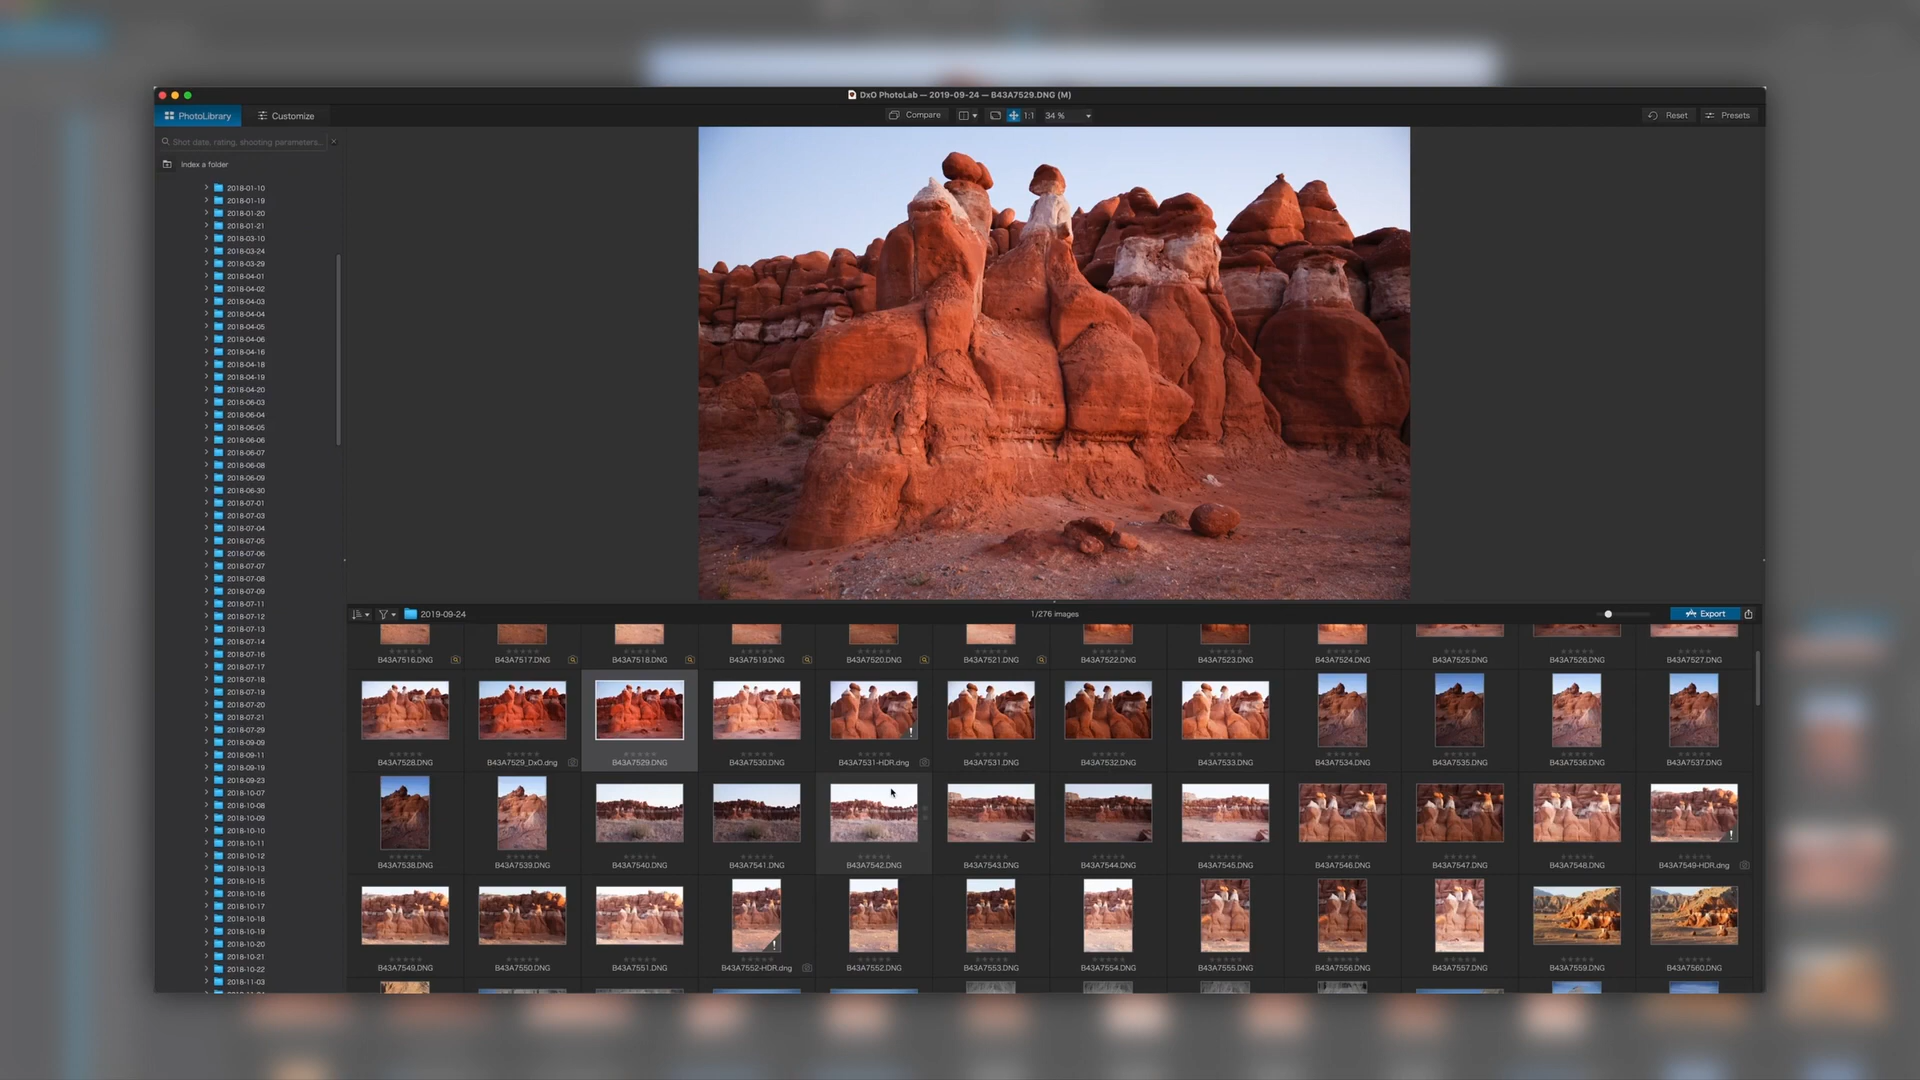 DxO PhotoLab — 2019-09-24 — B43A7529.DNG (M)
PhotoLibrary
Customize
Compare
1:1
34 %
Reset
Presets
Shot date, rating, shooting parameters...
Index a folder
2018-01-10
2018-01-19
2018-01-20
2018-01-21
2018-03-10
2018-03-24
2018-03-29
2018-04-01
2018-04-02
2018-04-03
2018-04-04
2018-04-05
2018-04-06
2018-04-16
2018-04-18
2018-04-19
2018-04-20
2018-06-03
2018-06-04
2018-06-05
2018-06-06
2018-06-07
2018-06-08
2018-06-09
2018-06-30
2018-07-01
2018-07-03
2018-07-04
2018-07-05
2018-07-06
2018-07-07
2018-07-08
2018-07-09
2018-07-11
2018-07-12
2018-07-13
2018-07-14
2018-07-16
2018-07-17
2018-07-18
2018-07-19
2018-07-20
2018-07-21
2018-07-29
2018-09-09
2018-09-11
2018-09-19
2018-09-23
2018-10-07
2018-10-08
2018-10-09
2018-10-10
2018-10-11
2018-10-12
2018-10-13
2018-10-15
2018-10-16
2018-10-17
2018-10-18
2018-10-19
2018-10-20
2018-10-21
2018-10-22
2018-11-03
2019-09-24
1/276 images
Export
B43A7516.DNG
B43A7517.DNG
B43A7518.DNG
B43A7519.DNG
B43A7520.DNG
B43A7521.DNG
B43A7522.DNG
B43A7523.DNG
B43A7524.DNG
B43A7525.DNG
B43A7526.DNG
B43A7527.DNG
B43A7528.DNG
B43A7529_DxO.dng
B43A7529.DNG
B43A7530.DNG
B43A7531-HDR.dng
B43A7531.DNG
B43A7532.DNG
B43A7533.DNG
B43A7534.DNG
B43A7535.DNG
B43A7536.DNG
B43A7537.DNG
B43A7538.DNG
B43A7539.DNG
B43A7540.DNG
B43A7541.DNG
B43A7542.DNG
B43A7543.DNG
B43A7544.DNG
B43A7545.DNG
B43A7546.DNG
B43A7547.DNG
B43A7548.DNG
B43A7549-HDR.dng
B43A7549.DNG
B43A7550.DNG
B43A7551.DNG
B43A7552-HDR.dng
B43A7552.DNG
B43A7553.DNG
B43A7554.DNG
B43A7555.DNG
B43A7556.DNG
B43A7557.DNG
B43A7559.DNG
B43A7560.DNG